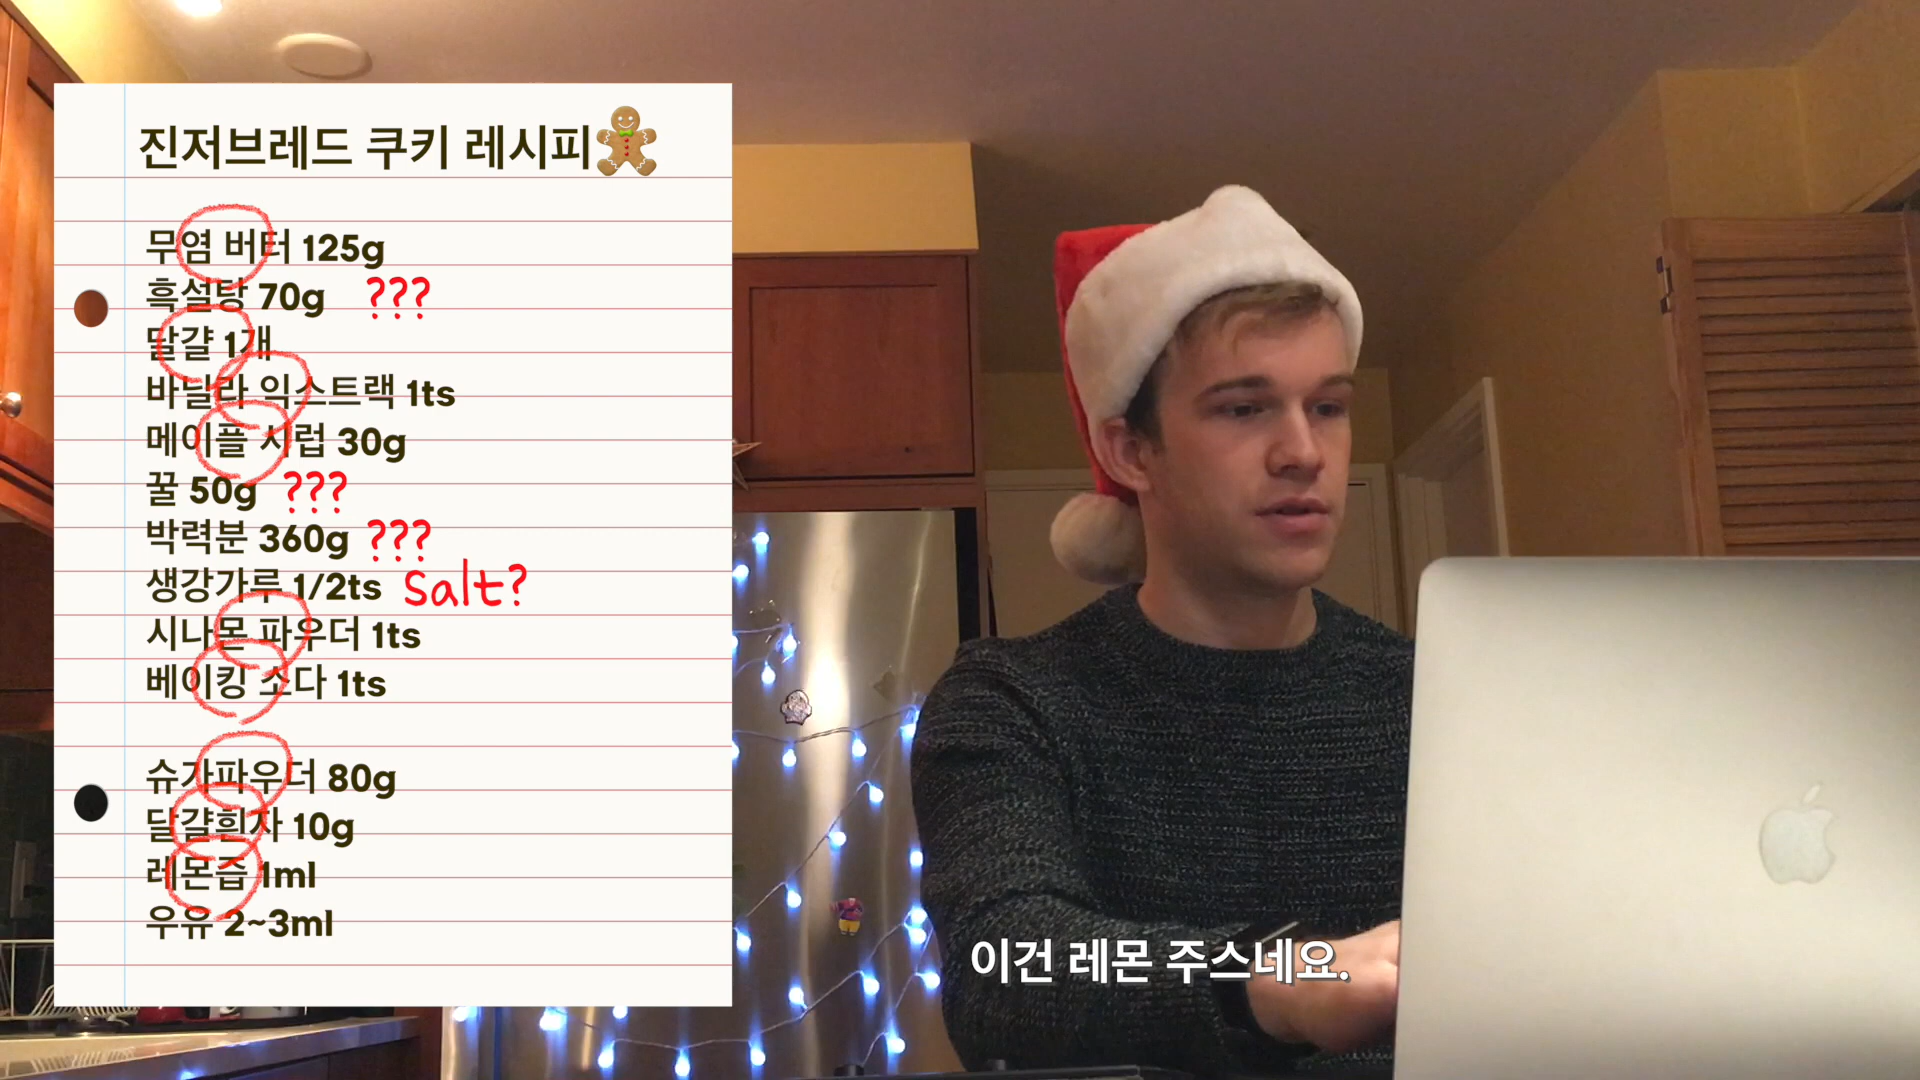 진저브레드 쿠키 레시피
무염 버터 125g
흑설탕 70g ???
달걀 1개
바닐라 익스트랙 1ts
메이플 시럽 30g
꿀 50g ???
박력분 360g ???
생강가루 1/2ts salt?
시나몬 파우더 1ts
베이킹 소다 1ts
슈가파우더 80g
달걀흰자 10g
레몬즙 1ml
우유 2~3ml
이건 레몬 주스네요.